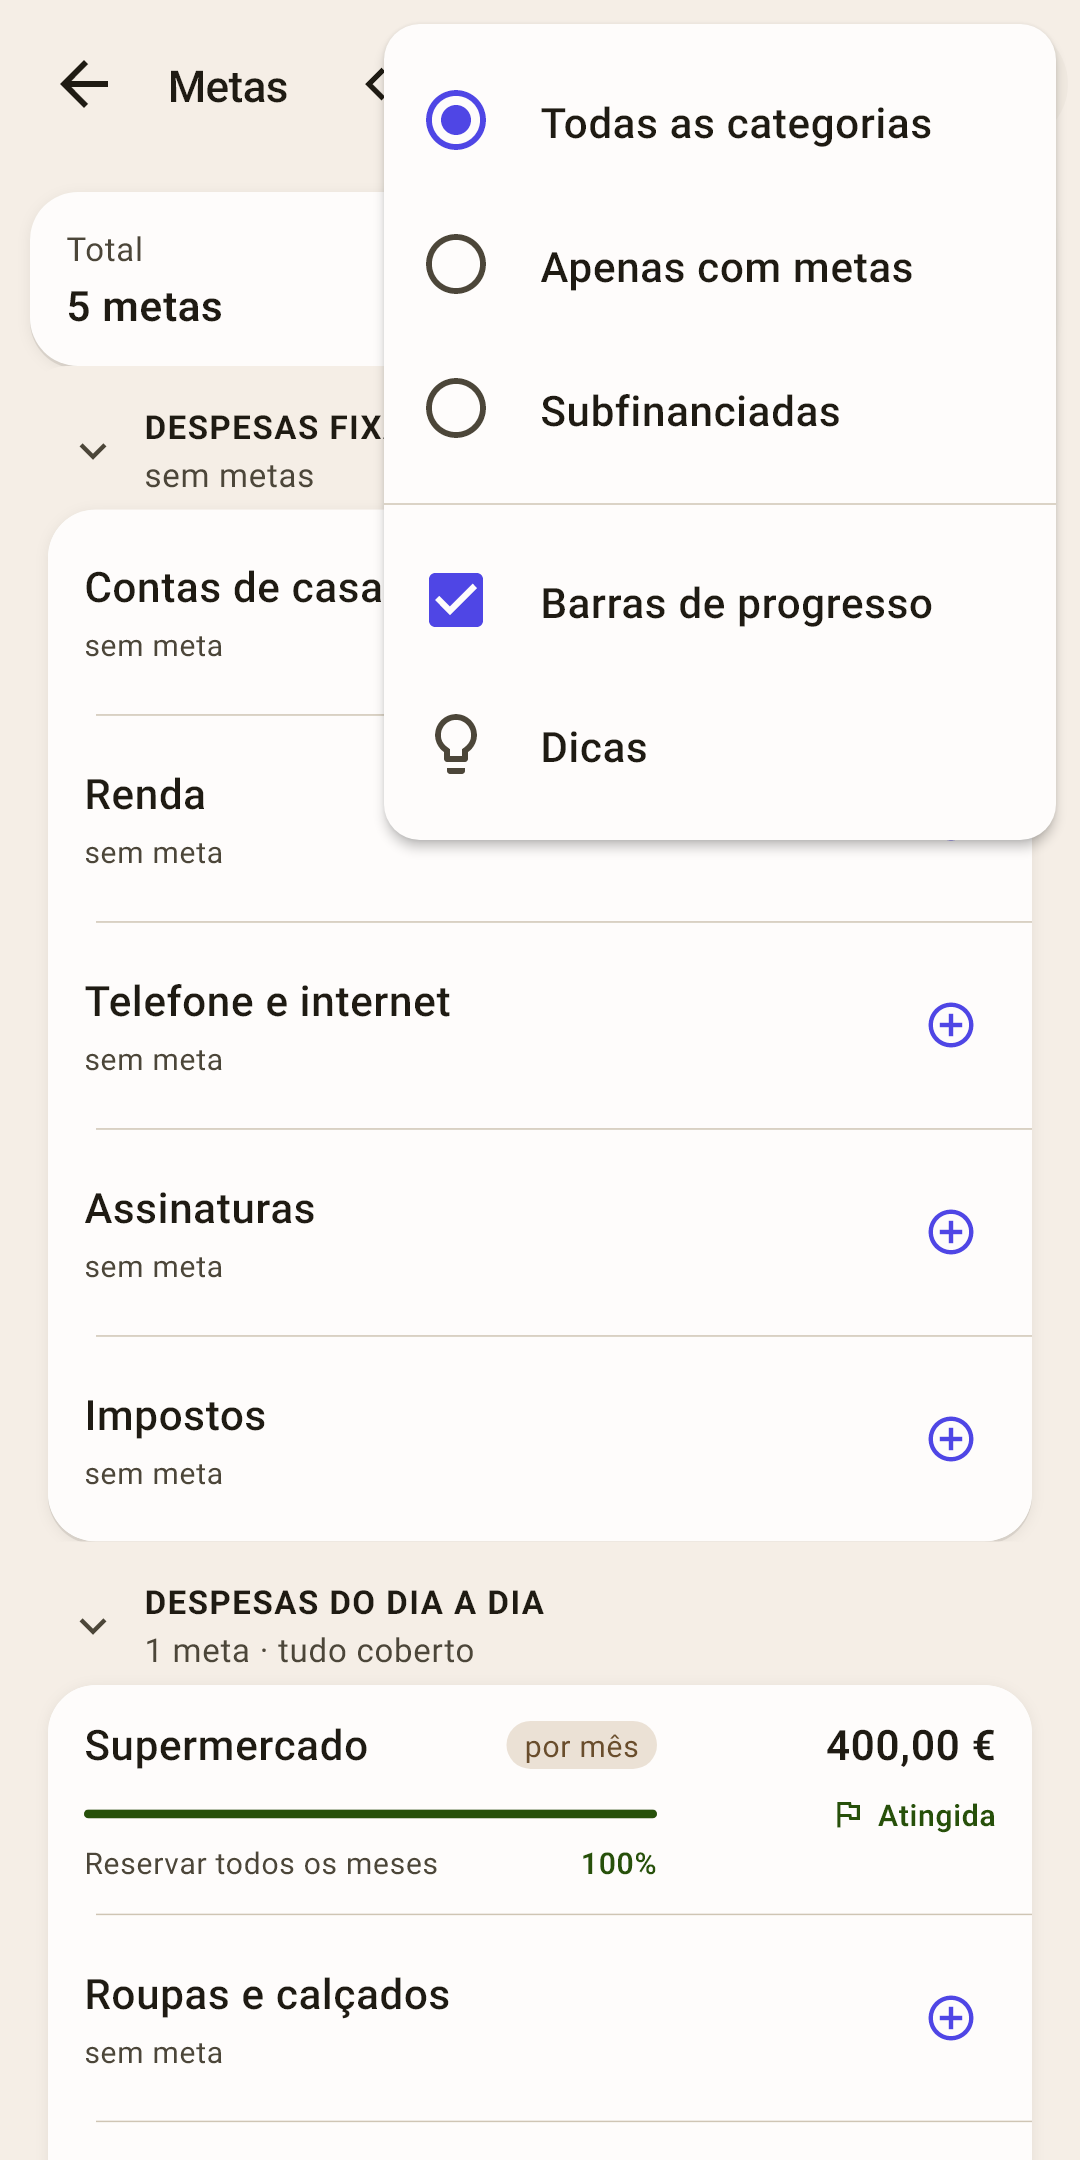 Metas
Todas as categorias
Apenas com metas
Subfinanciadas
Barras de progresso
Dicas
Total
5 metas
DESPESAS
sem metas
Contas de casa
sem meta
Renda
sem meta
Telefone e internet
sem meta
Assinaturas
sem meta
Impostos
sem meta
DESPESAS DO DIA A DIA
1 meta · tudo coberto
Supermercado por mês 400,00 €
Atingida
Reservar todos os meses 100%
Roupas e calçados
sem meta